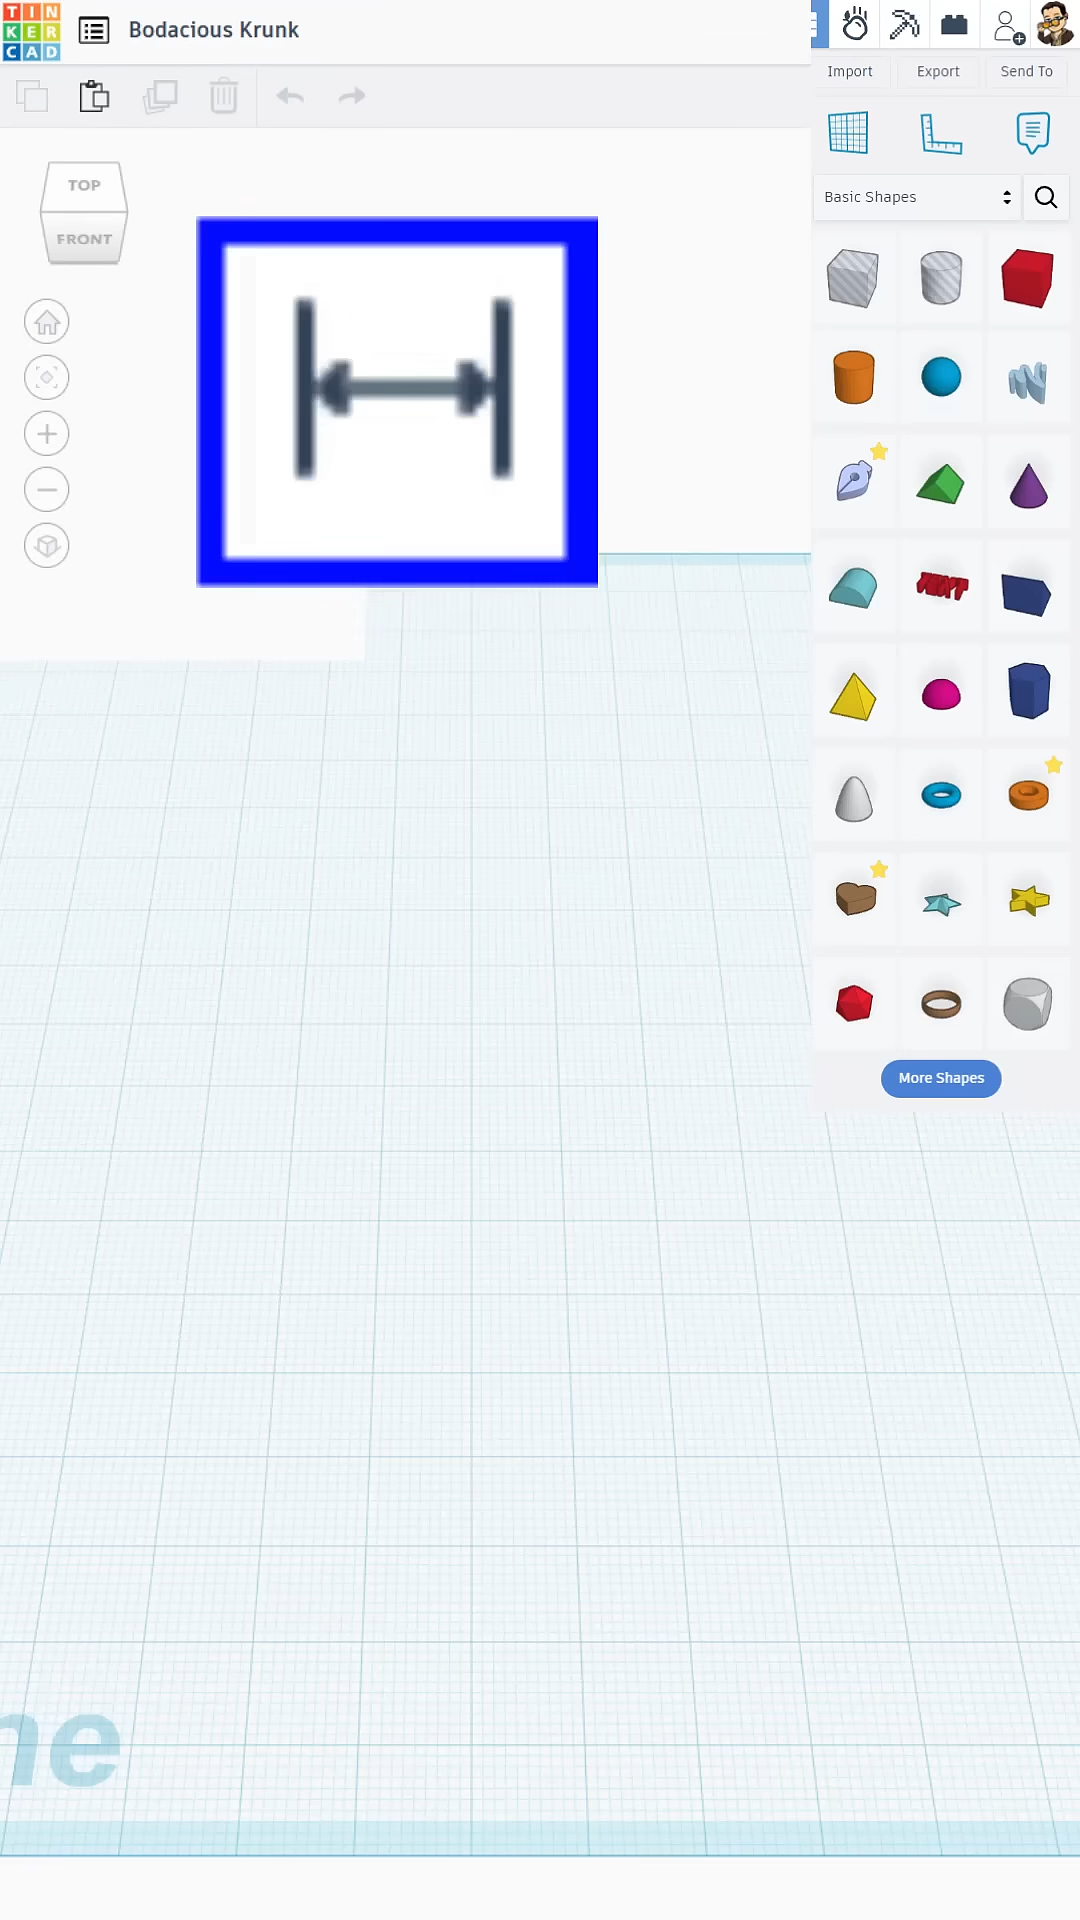 TIN
KER
CAD
Bodacious Krunk
Import Export Send To
TOP
FRONT
Basic Shapes
More Shapes
ne